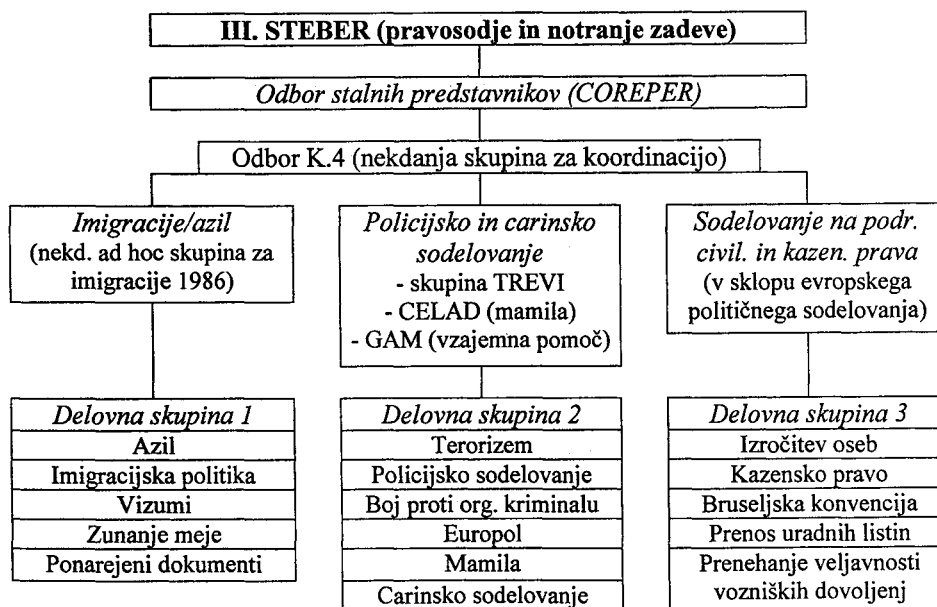 III. STEBER (pravosodje in notranje zadeve)
Odbor stalnih predstavnikov (COREPER)
Odbor K.4 (nekdanja skupina za koordinacijo)
Imigracije/azil
(nekd. ad hoc skupina za
imigracije 1986)
Policijsko in carinsko
sodelovanje
- skupina TREVI
- CELAD (mamila)
- GAM (vzajemna pomoč)
Sodelovanje na podr.
civil. in kazen. prava
(v sklopu evropskega
političnega sodelovanja)
Delovna skupina 1
Azil
Imigracijska politika
Vizumi
Zunanje meje
Ponarejeni dokumenti
Delovna skupina 2
Terorizem
Policijsko sodelovanje
Boj proti org. kriminalu
Europol
Mamila
Carinsko sodelovanje
Delovna skupina 3
Izročitev oseb
Kazensko pravo
Bruseljska konvencija
Prenos uradnih listin
Prenehanje veljavnosti
vozniških dovoljenj